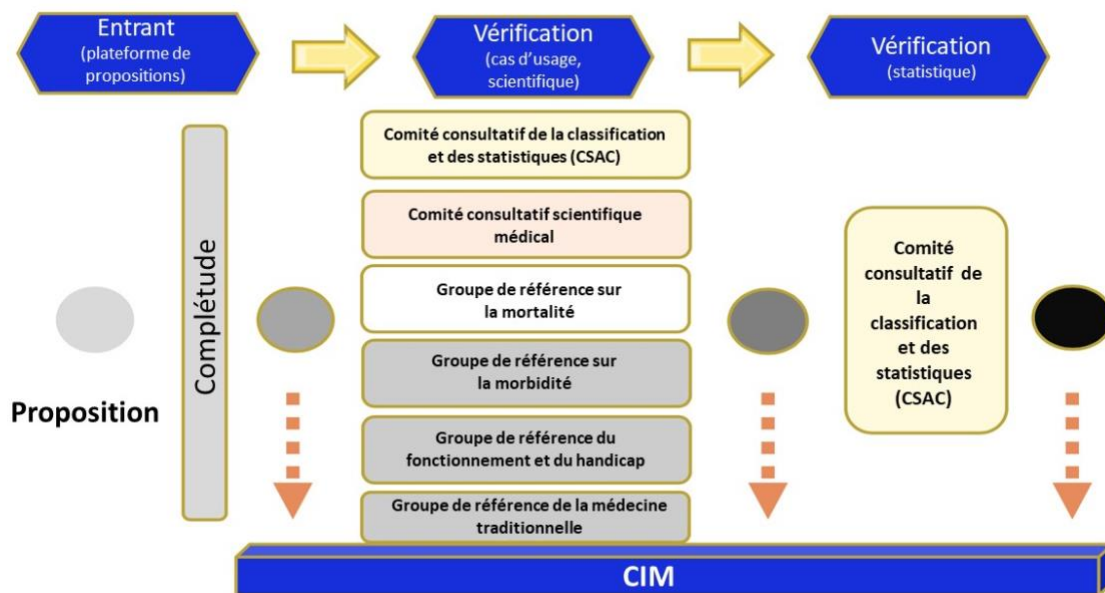 Entrant
(plateforme de
propositions)
Vérification
(cas d’usage,
scientifique)
Vérification
(statistique)
Complétude
Proposition
Comité consultatif de la classification
et des statistiques (CSAC)
Comité consultatif scientifique
médical
Groupe de référence sur
la mortalité
Groupe de référence sur
la morbidité
Groupe de référence du
fonctionnement et du handicap
Groupe de référence de la médecine
traditionnelle
Comité
consultatif de
la
classification
et des
statistiques
(CSAC)
CIM